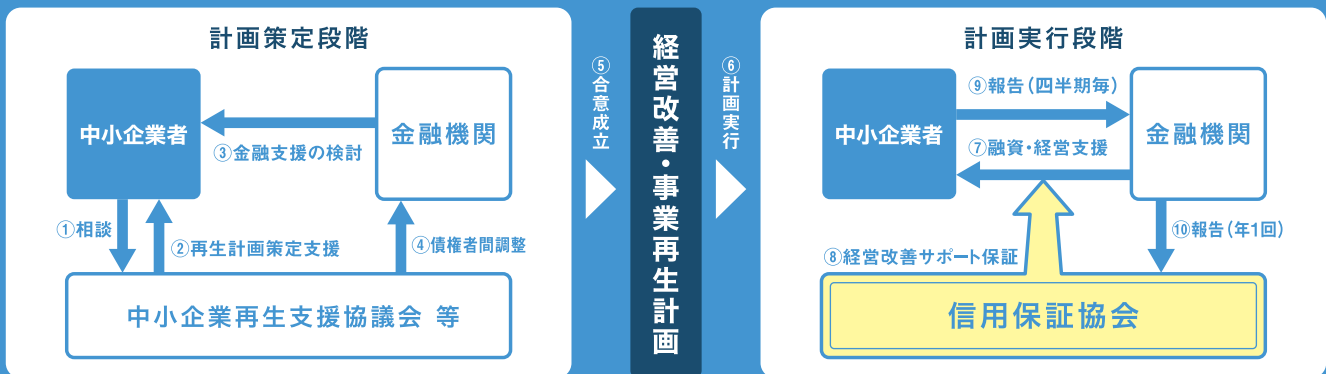 計画策定段階
中小企業者
金融機関
③金融支援の検討
①相談
②再生計画策定支援
④債権者間調整
中小企業再生支援協議会 等
⑤合意成立
経営改善・事業再生計画
⑥計画実行
計画実行段階
中小企業者
⑨報告（四半期毎）
金融機関
⑦融資・経営支援
⑩報告（年1回）
⑧経営改善サポート保証
信用保証協会